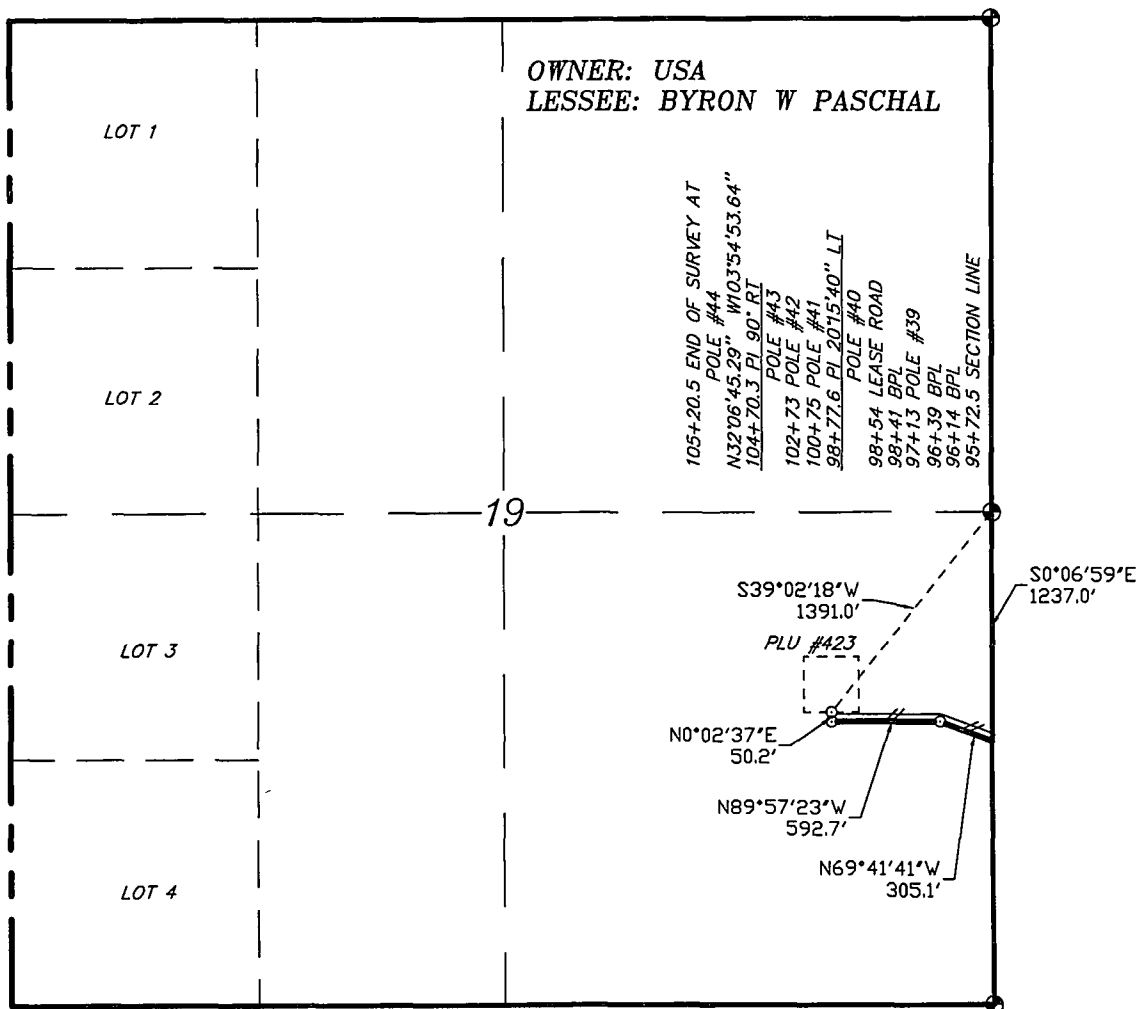 OWNER: USA
LESSEE: BYRON W PASCHAL
LOT 1
LOT 2
LOT 3
LOT 4
19
105+20.5 END OF SURVEY AT
POLE #44
N32°06'45.29" W103°54'53.64"
104+70.3 PI 90° RT
POLE #43
102+73 POLE #42
100+75 POLE #41
98+77.6 PI 20°15'40" LT
POLE #40
98+54 LEASE ROAD
98+41 BPL
97+13 POLE #39
96+39 BPL
96+14 BPL
95+72.5 SECTION LINE
S39°02'18"W
1391.0'
S0°06'59"E
1237.0'
PLU #423
N0°02'37"E
50.2'
N89°57'23"W
592.7'
N69°41'41"W
305.1'